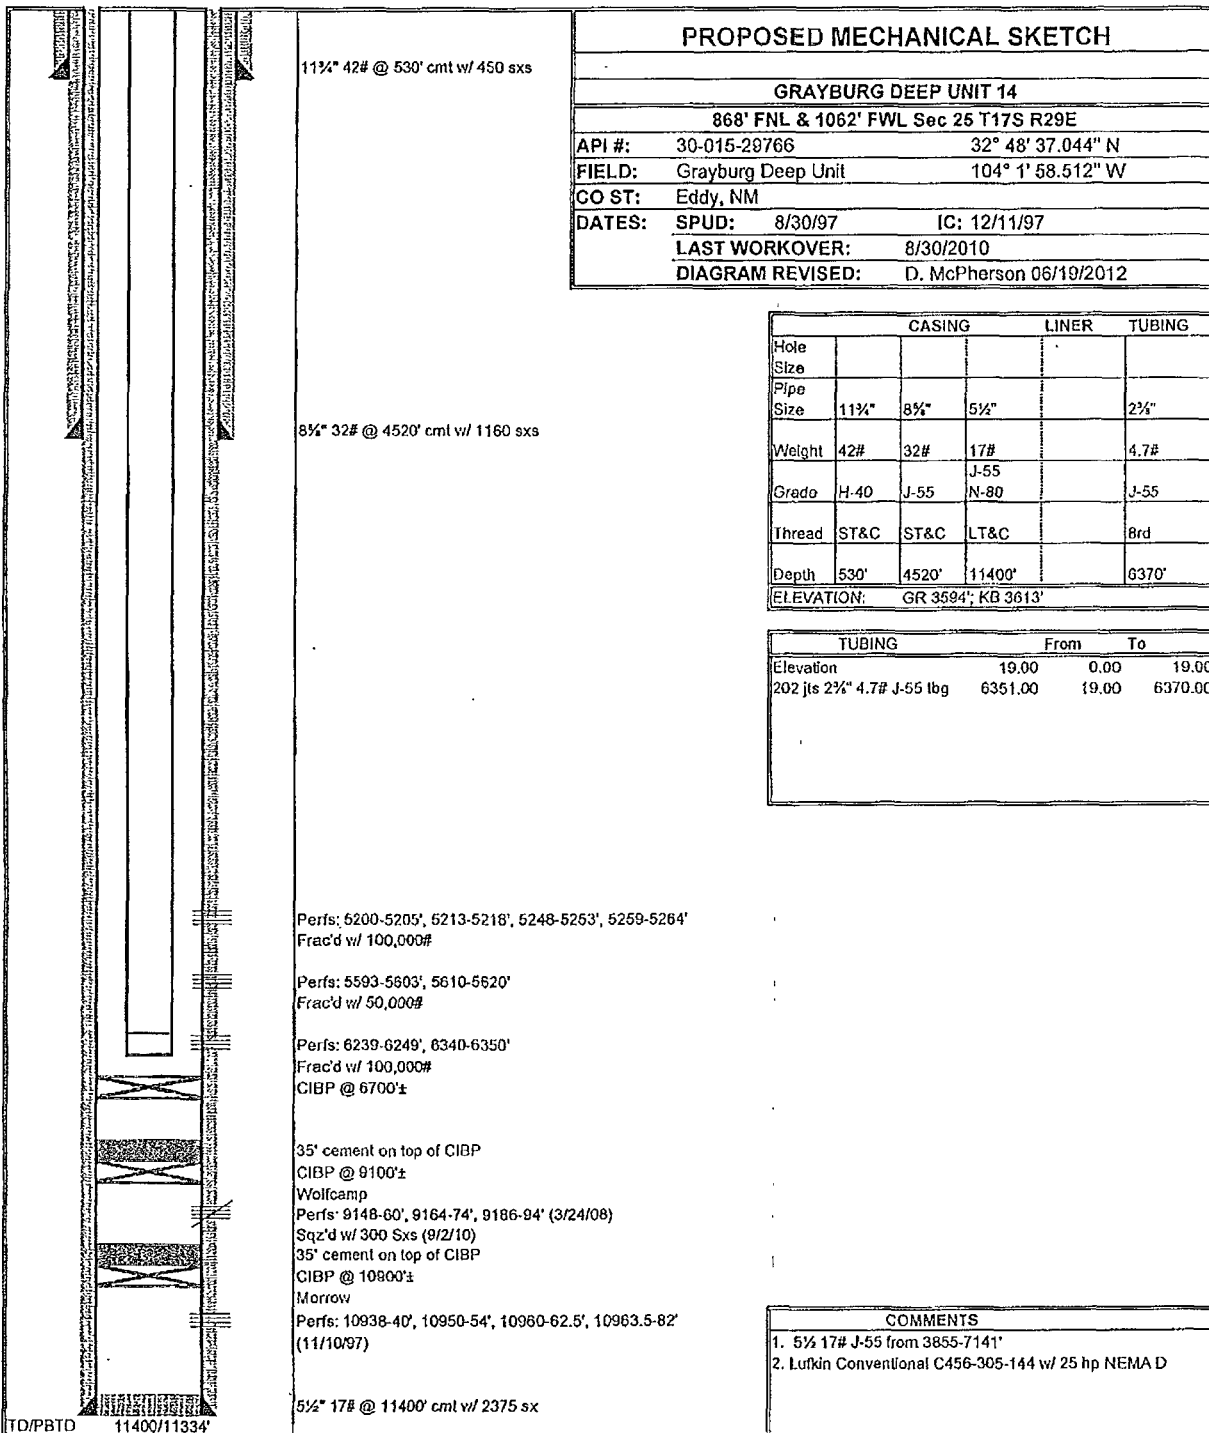 PROPOSED MECHANICAL SKETCH
GRAYBURG DEEP UNIT 14
868' FNL & 1062' FWL Sec 25 T17S R29E
API #: 30-015-29766 32° 48' 37.044" N
FIELD: Grayburg Deep Unit 104° 1' 58.512" W
CO ST: Eddy, NM
DATES: SPUD: 8/30/97 IC: 12/11/97
LAST WORKOVER: 8/30/2010
DIAGRAM REVISED: D. McPherson 06/19/2012
11¾" 42# @ 530' cmt w/ 450 sxs
CASING LINER TUBING
Hole
Size
Pipe
Size 11¾" 8⅝" 5½" 2⅜"
Weight 42# 32# 17# 4.7#
J-55
Grade H-40 J-55 N-80 J-55
Thread ST&C ST&C LT&C 8rd
Depth 530' 4520' 11400' 6370'
ELEVATION: GR 3594'; KB 3613'
8⅝" 32# @ 4520' cmt w/ 1160 sxs
TUBING From To
Elevation 19.00 0.00 19.00
202 jts 2⅜" 4.7# J-55 tbg 6351.00 19.00 6370.00
Perfs: 5200-5205', 5213-5218', 5248-5253', 5259-5264'
Frac'd w/ 100,000#
Perfs: 5593-5603', 5610-5620'
Frac'd w/ 50,000#
Perfs: 6239-6249', 6340-6350'
Frac'd w/ 100,000#
CIBP @ 6700'±
35' cement on top of CIBP
CIBP @ 9100'±
Wolfcamp
Perfs: 9148-60', 9164-74', 9186-94' (3/24/08)
Sqz'd w/ 300 Sxs (9/2/10)
35' cement on top of CIBP
CIBP @ 10900'±
Morrow
Perfs: 10938-40', 10950-54', 10960-62.5', 10963.5-82'
(11/10/97)
5½" 17# @ 11400' cmt w/ 2375 sx
TD/PBTD 11400/11334'
COMMENTS
1. 5½ 17# J-55 from 3855-7141'
2. Lufkin Conventional C456-305-144 w/ 25 hp NEMA D